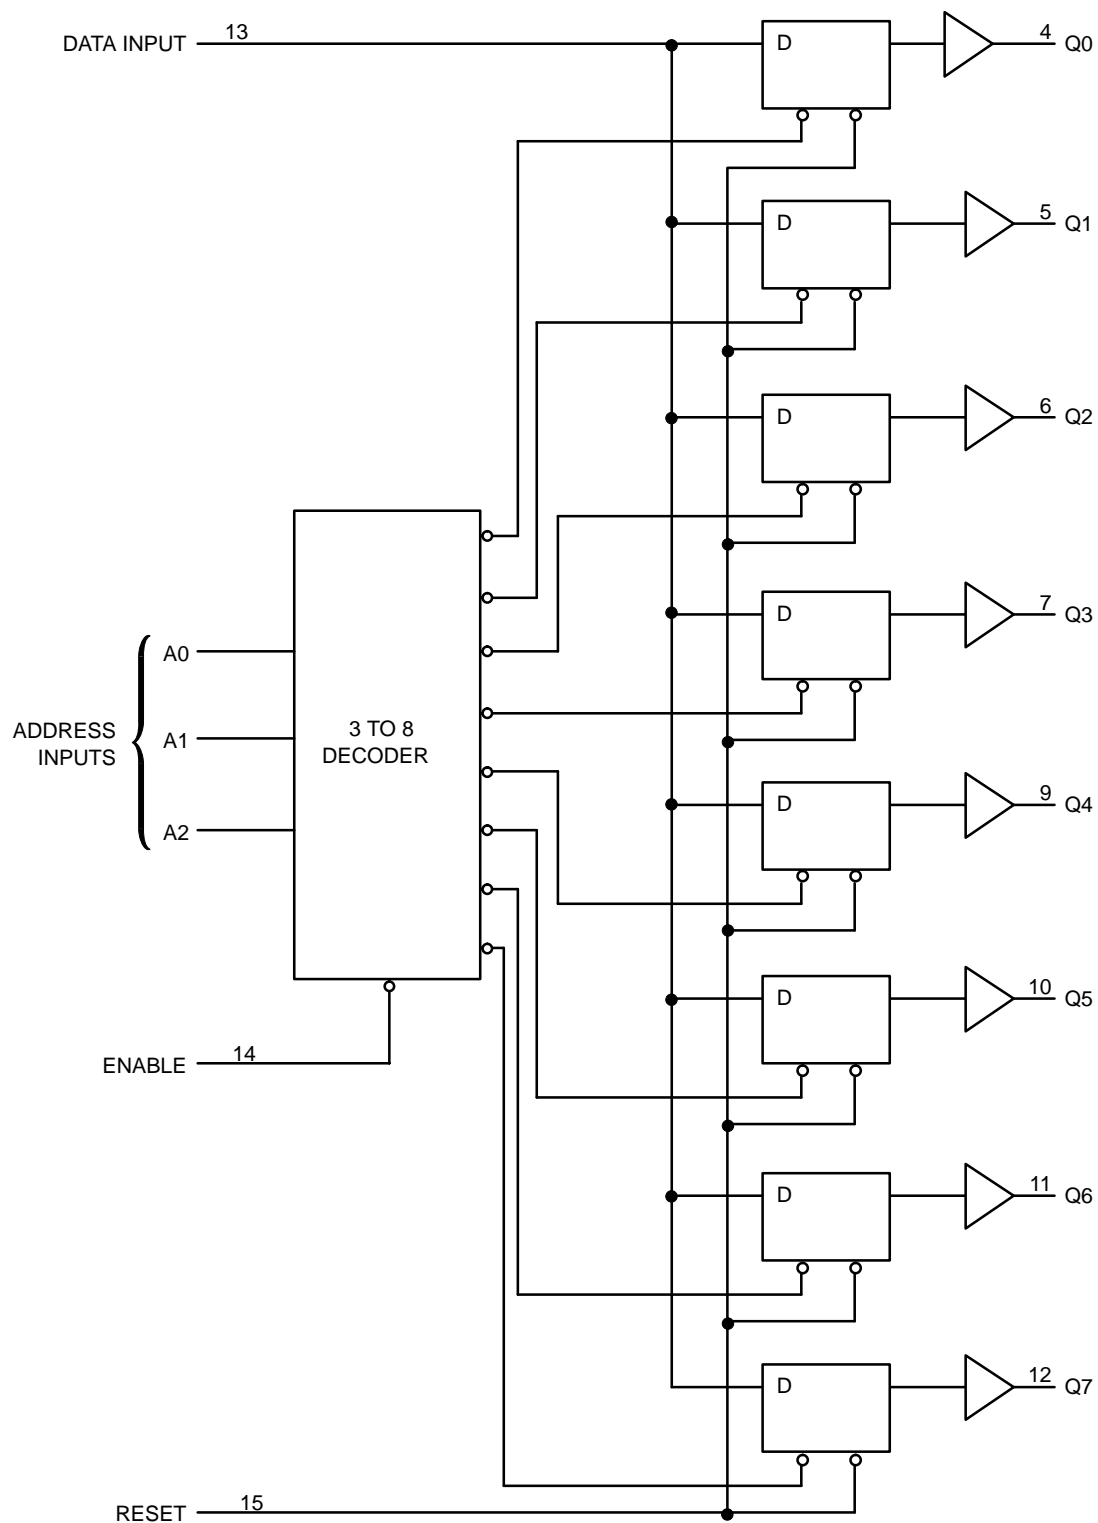 DATA INPUT 13
D
4 Q0
D
5 Q1
D
6 Q2
D
7 Q3
A0
ADDRESS
INPUTS
A1
A2
3 TO 8
DECODER
D
9 Q4
D
10 Q5
ENABLE 14
D
11 Q6
D
12 Q7
RESET 15